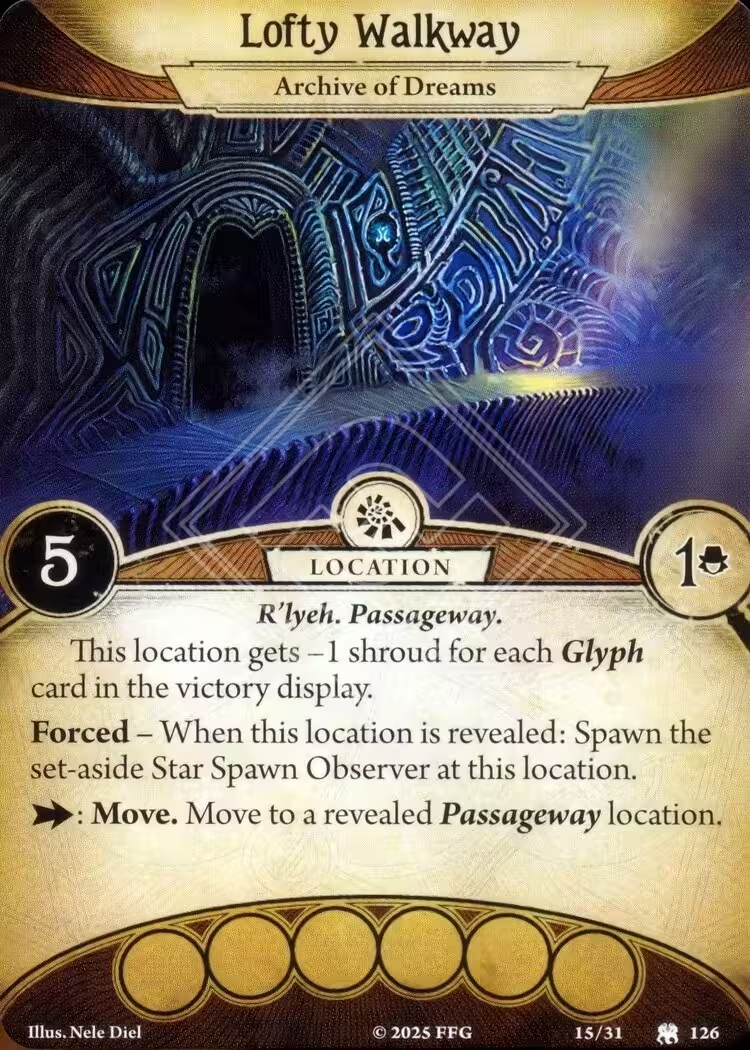 Lofty Walkway
Archive of Dreams
5
1
LOCATION
R'lyeh. Passageway.
This location gets –1 shroud for each Glyph
card in the victory display.
Forced – When this location is revealed: Spawn the
set-aside Star Spawn Observer at this location.
: Move. Move to a revealed Passageway location.
Illus. Nele Diel
© 2025 FFG
15/31
126